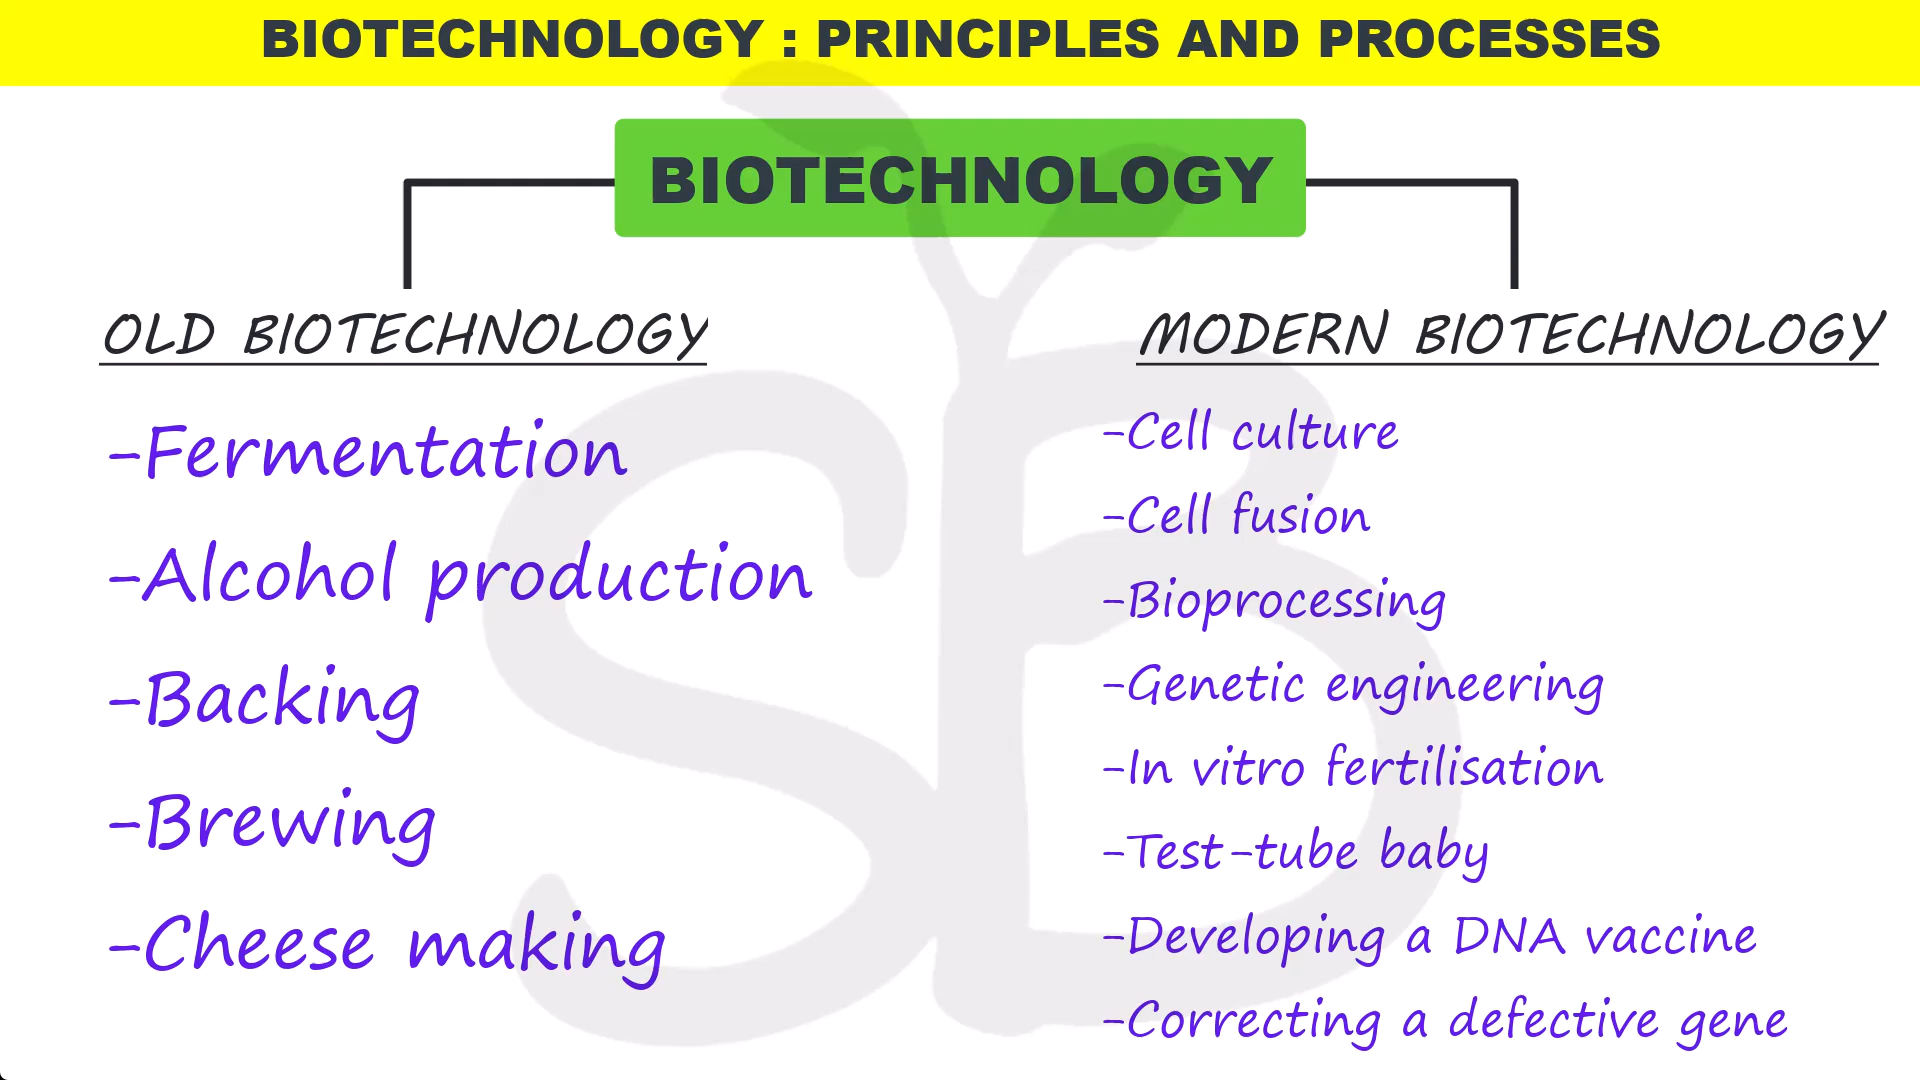 BIOTECHNOLOGY : PRINCIPLES AND PROCESSES
BIOTECHNOLOGY
OLD BIOTECHNOLOGY
-Fermentation
-Alcohol production
-Backing
-Brewing
-Cheese making
MODERN BIOTECHNOLOGY
-Cell culture
-Cell fusion
-Bioprocessing
-Genetic engineering
-In vitro fertilisation
-Test-tube baby
-Developing a DNA vaccine
-Correcting a defective gene
SB